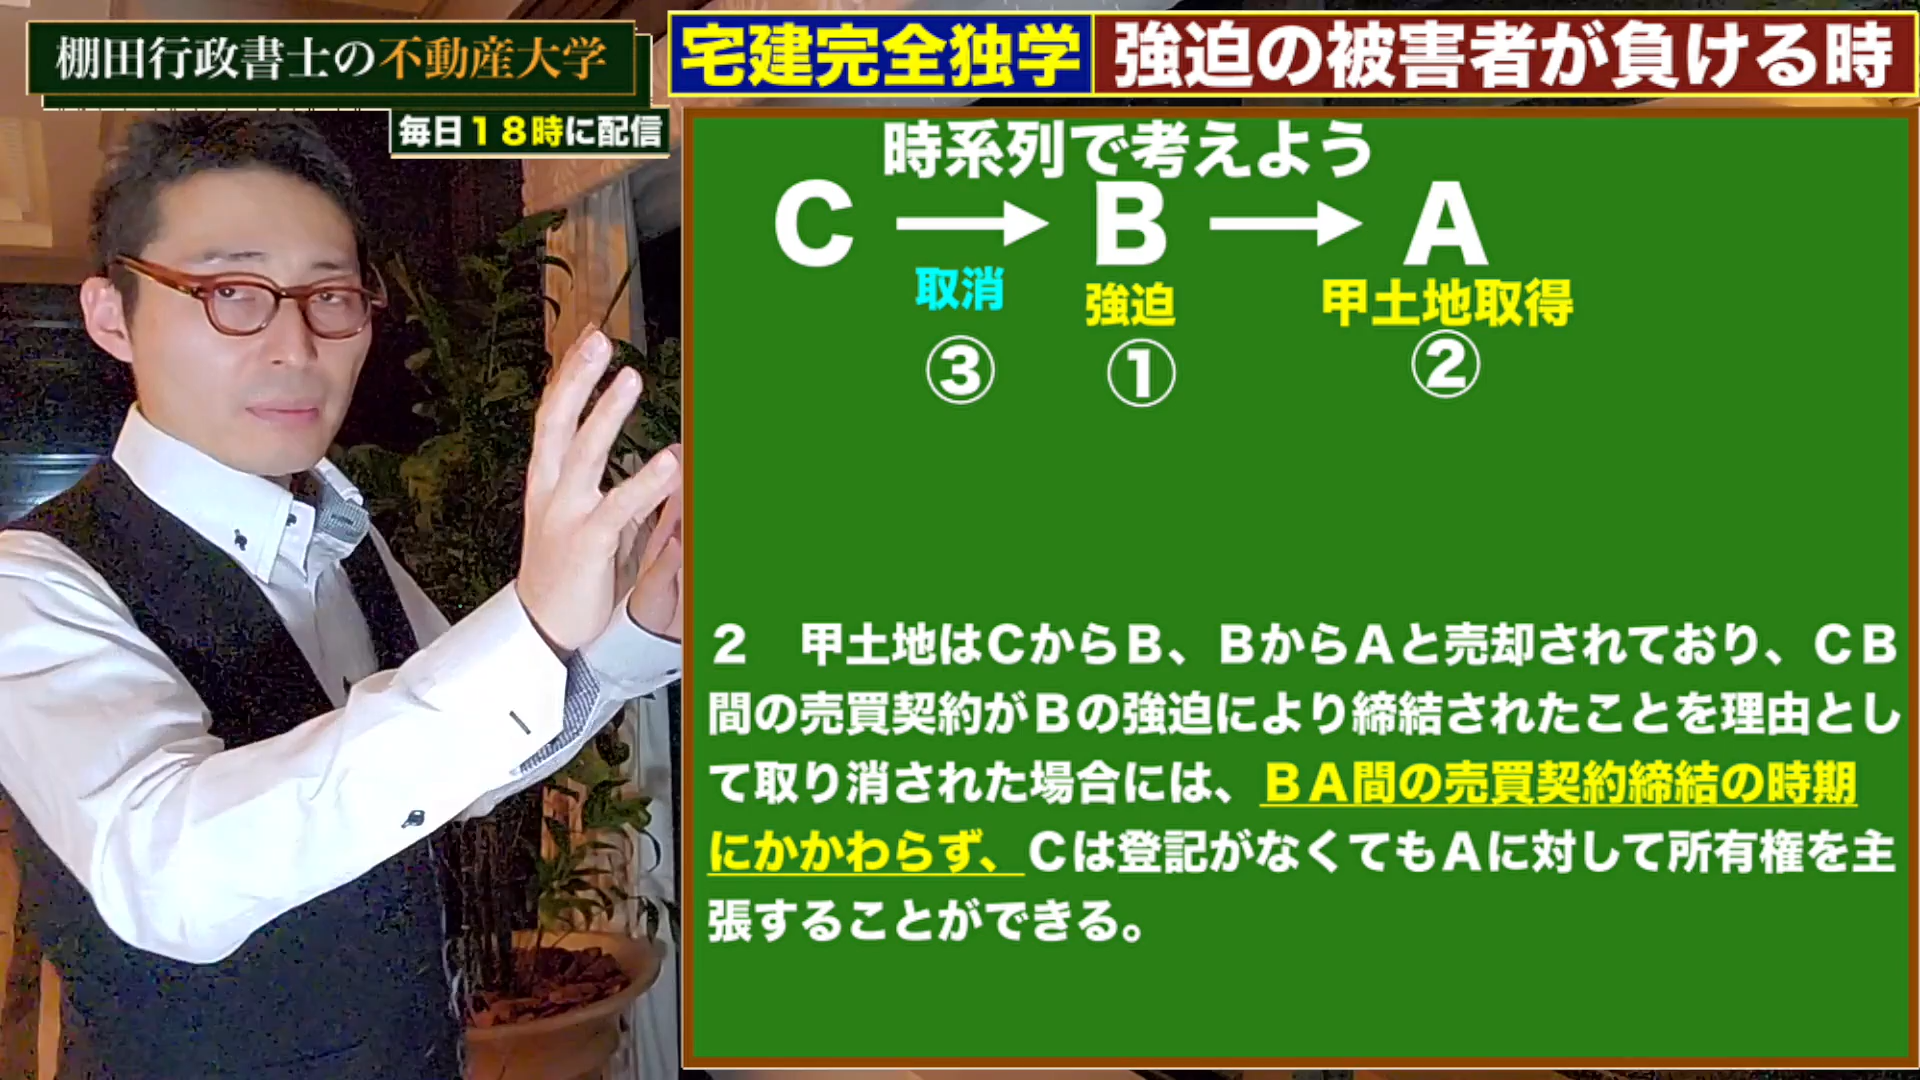 棚田行政書士の不動産大学
毎日１８時に配信
宅建完全独学 強迫の被害者が負ける時
時系列で考えよう
C → B → A
取消 強迫 甲土地取得
③ ① ②
２　甲土地はＣからＢ、ＢからＡと売却されており、ＣＢ
間の売買契約がＢの強迫により締結されたことを理由とし
て取り消された場合には、ＢＡ間の売買契約締結の時期
にかかわらず、Ｃは登記がなくてもＡに対して所有権を主
張することができる。